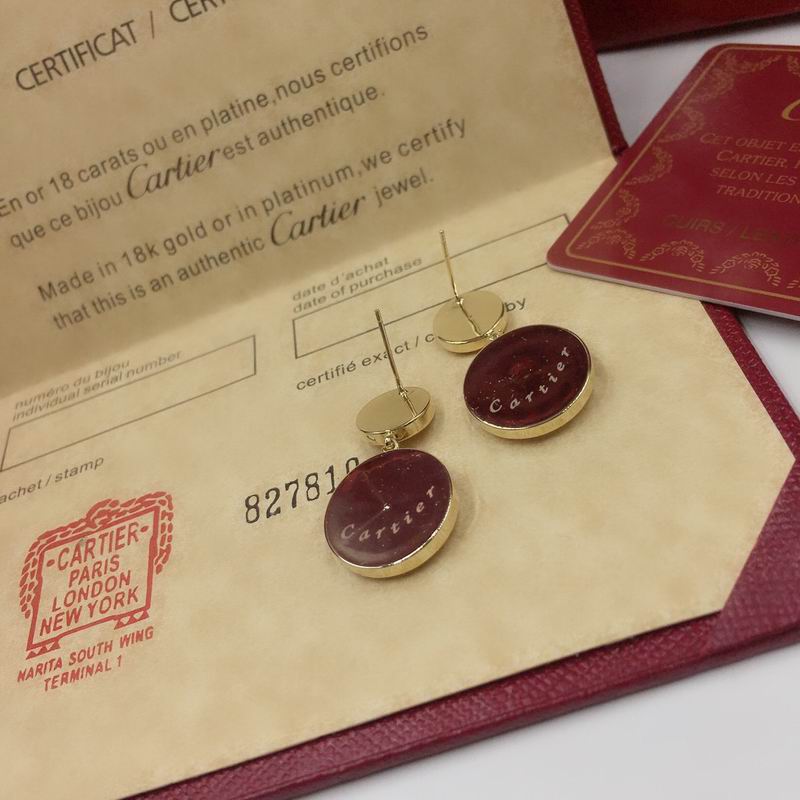 CERTIFICAT / CERT
En or 18 carats ou en platine,nous certifions
que ce bijou Cartier est authentique.
Made in 18k gold or in platinum,we certify
that this is an authentic Cartier jewel.
numéro du bijou
individual serial number
date d'achat
date of purchase
certifié exact / by
achet / stamp
827810
CARTIER
PARIS
LONDON
NEW YORK
NARITA SOUTH WING
TERMINAL 1
Cartier
Cartier
C
CET OBJET E
CARTIER, 
SELON LES
TRADITION
CUIRS / LEAT